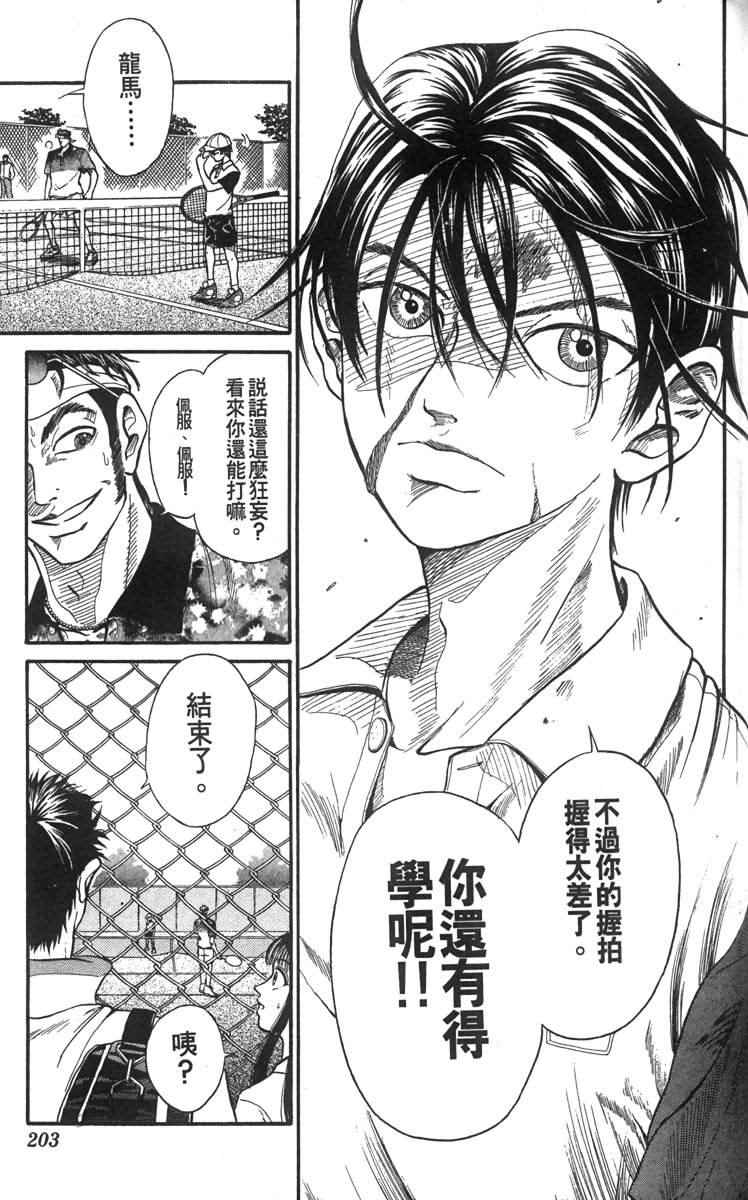 不過你的握拍
握得太差了。
你還有得
學呢!!
龍馬……
說話還這麼狂妄?
看來你還能打嘛。
佩服、佩服!
結束了。
咦?
203